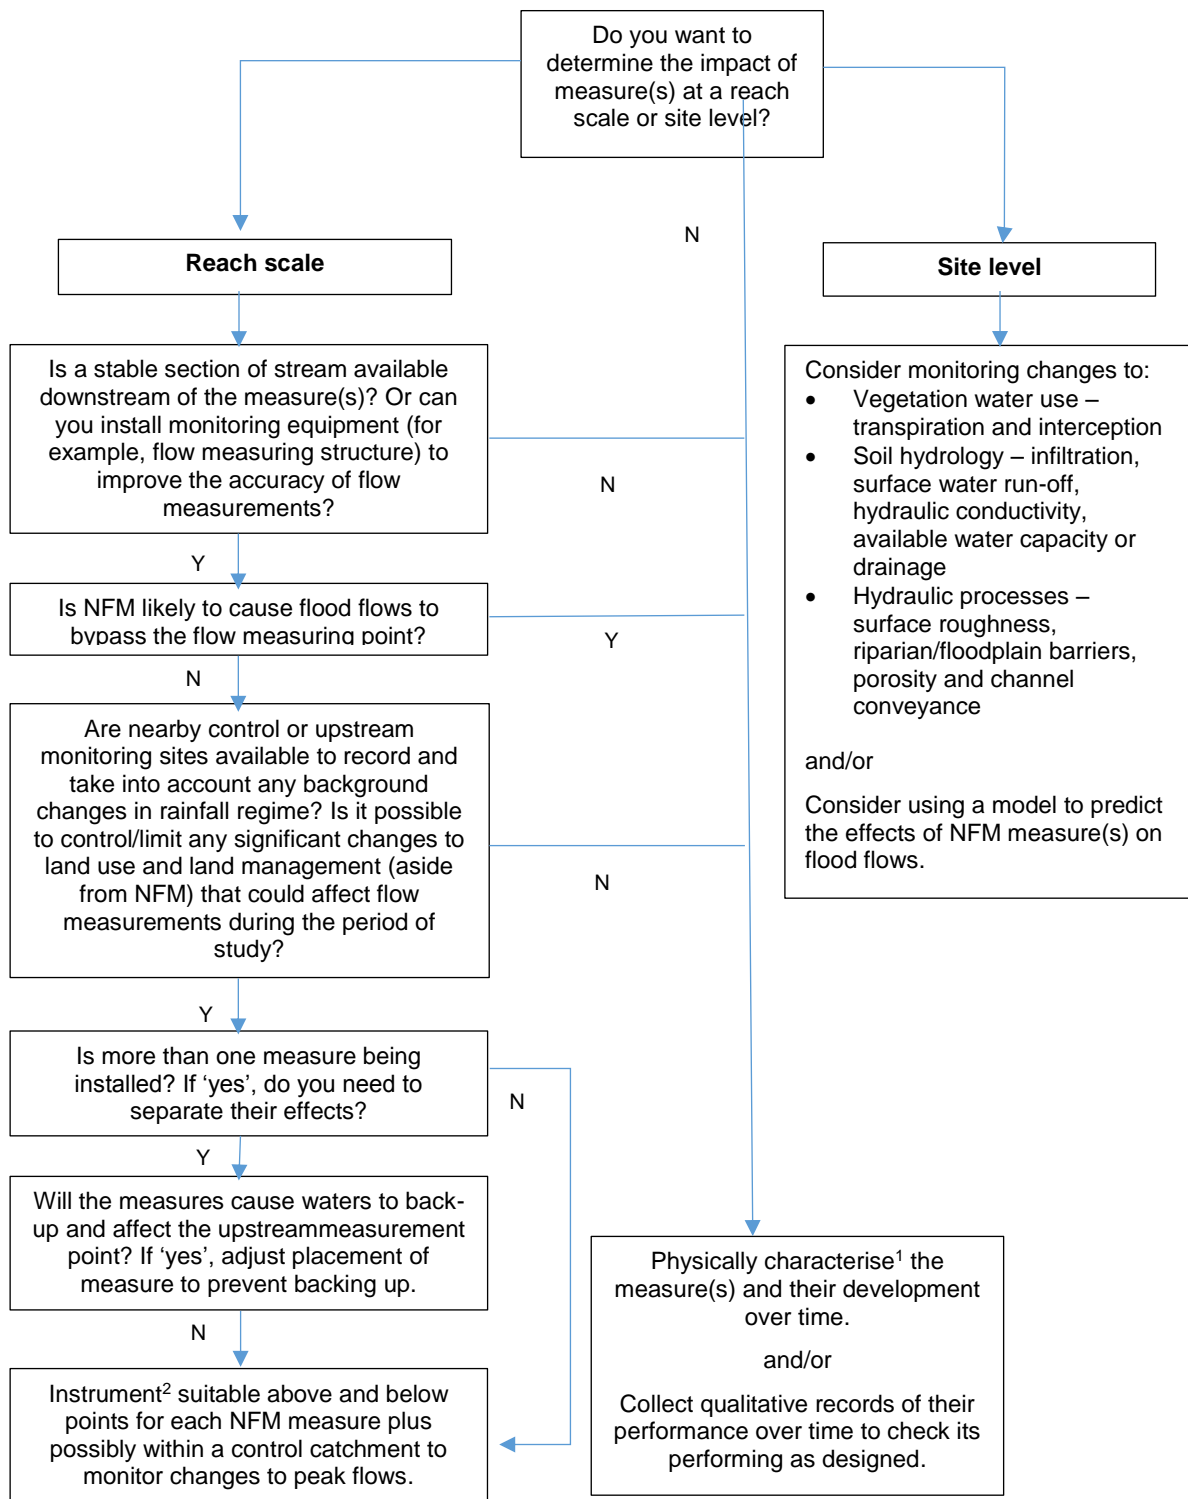 Do you want to
determine the impact of
measure(s) at a reach
scale or site level?
N
Reach scale
Site level
Is a stable section of stream available
downstream of the measure(s)? Or can
you install monitoring equipment (for
example, flow measuring structure) to
improve the accuracy of flow
measurements?
N
Y
Consider monitoring changes to:
• Vegetation water use –
transpiration and interception
• Soil hydrology – infiltration,
surface water run-off,
hydraulic conductivity,
available water capacity or
drainage
• Hydraulic processes –
surface roughness,
riparian/floodplain barriers,
porosity and channel
conveyance
and/or
Consider using a model to predict
the effects of NFM measure(s) on
flood flows.
Is NFM likely to cause flood flows to
bypass the flow measuring point?
Y
N
Are nearby control or upstream
monitoring sites available to record and
take into account any background
changes in rainfall regime? Is it possible
to control/limit any significant changes to
land use and land management (aside
from NFM) that could affect flow
measurements during the period of
study?
N
Y
Is more than one measure being
installed? If ‘yes’, do you need to
separate their effects?
N
Y
Will the measures cause waters to back-
up and affect the upstreammeasurement
point? If ‘yes’, adjust placement of
measure to prevent backing up.
N
Instrument² suitable above and below
points for each NFM measure plus
possibly within a control catchment to
monitor changes to peak flows.
Physically characterise¹ the
measure(s) and their development
over time.
and/or
Collect qualitative records of their
performance over time to check its
performing as designed.